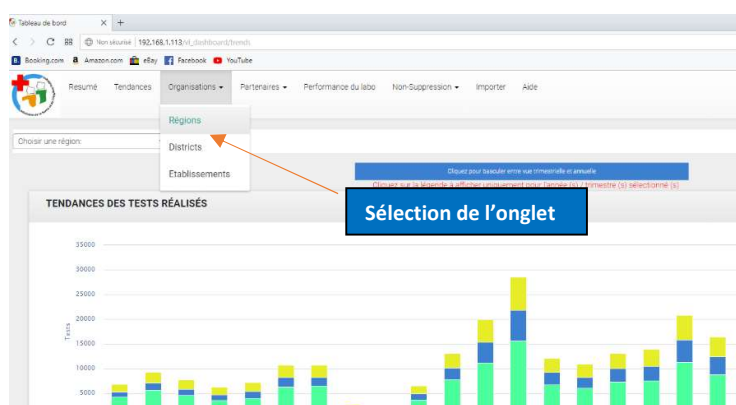 Tableau de bord
Non sécurisé | 192.168.1.113/vl_dashboard/trends
Booking.com Amazon.com eBay Facebook YouTube
Resumé Tendances Organisations Partenaires Performance du labo Non-Suppression Importer Aide
Régions
Choisir une région:
Districts
Etablissements
Cliquez pour basculer entre vue trimestrielle et annuelle
Cliquez sur la légende à afficher uniquement pour l'année (s) / trimestre (s) sélectionné (s)
TENDANCES DES TESTS RÉALISÉS
Sélection de l'onglet
35000
30000
25000
20000
15000
10000
5000
Tests